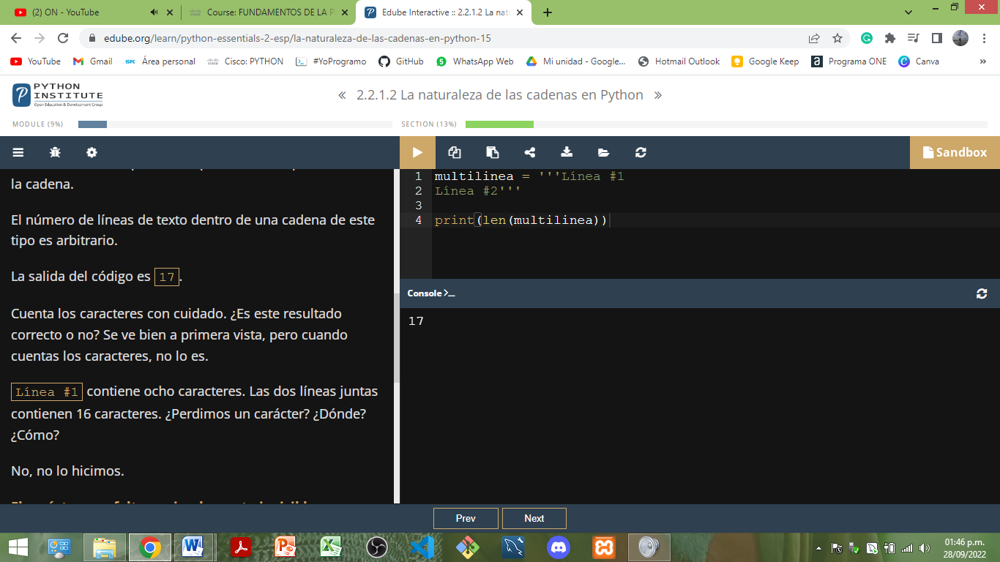 (2) ON - YouTube
Course: FUNDAMENTOS DE LA P
Edube Interactive :: 2.2.1.2 La nat
edube.org/learn/python-essentials-2-esp/la-naturaleza-de-las-cadenas-en-python-15
YouTube Gmail Área personal Cisco: PYTHON #YoProgramo GitHub WhatsApp Web Mi unidad - Google... Hotmail Outlook Google Keep Programa ONE Canva »
PYTHON
INSTITUTE
Open Education & Development Group
« 2.2.1.2 La naturaleza de las cadenas en Python »
MODULE (9%)
SECTION (13%)
Sandbox
la cadena.
El número de líneas de texto dentro de una cadena de este
tipo es arbitrario.
La salida del código es 17.
Cuenta los caracteres con cuidado. ¿Es este resultado
correcto o no? Se ve bien a primera vista, pero cuando
cuentas los caracteres, no lo es.
Línea #1 contiene ocho caracteres. Las dos líneas juntas
contienen 16 caracteres. ¿Perdimos un carácter? ¿Dónde?
¿Cómo?
No, no lo hicimos.
1 multilinea = '''Línea #1
2 Línea #2'''
3
4 print(len(multilinea))
Console >_
17
Prev
Next
01:46 p.m.
28/09/2022